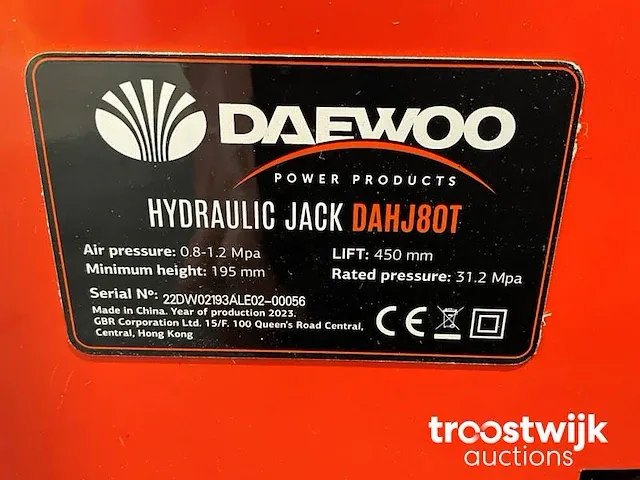 DAEWOO
POWER PRODUCTS
HYDRAULIC JACK DAHJ80T
Air pressure: 0.8-1.2 Mpa
LIFT: 450 mm
Minimum height: 195 mm
Rated pressure: 31.2 Mpa
Serial Nº: 22DW02193ALE02-00056
Made in China. Year of production 2023.
GBR Corporation Ltd. 15/F. 100 Queen's Road Central,
Central, Hong Kong
CE
troostwijk
auctions